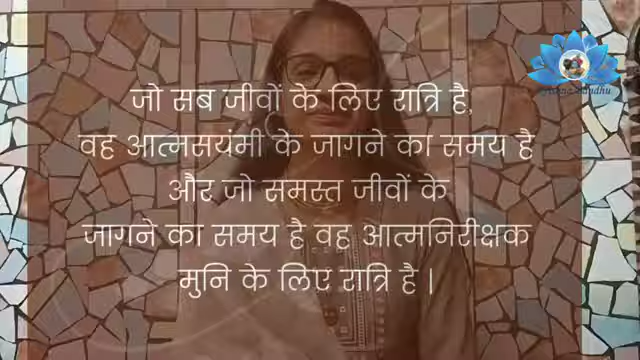 जो सब जीवों के लिए रात्रि है,
वह आत्मसयंमी के जागने का समय है
और जो समस्त जीवों के
जागने का समय है वह आत्मनिरीक्षक
मुनि के लिए रात्रि है |